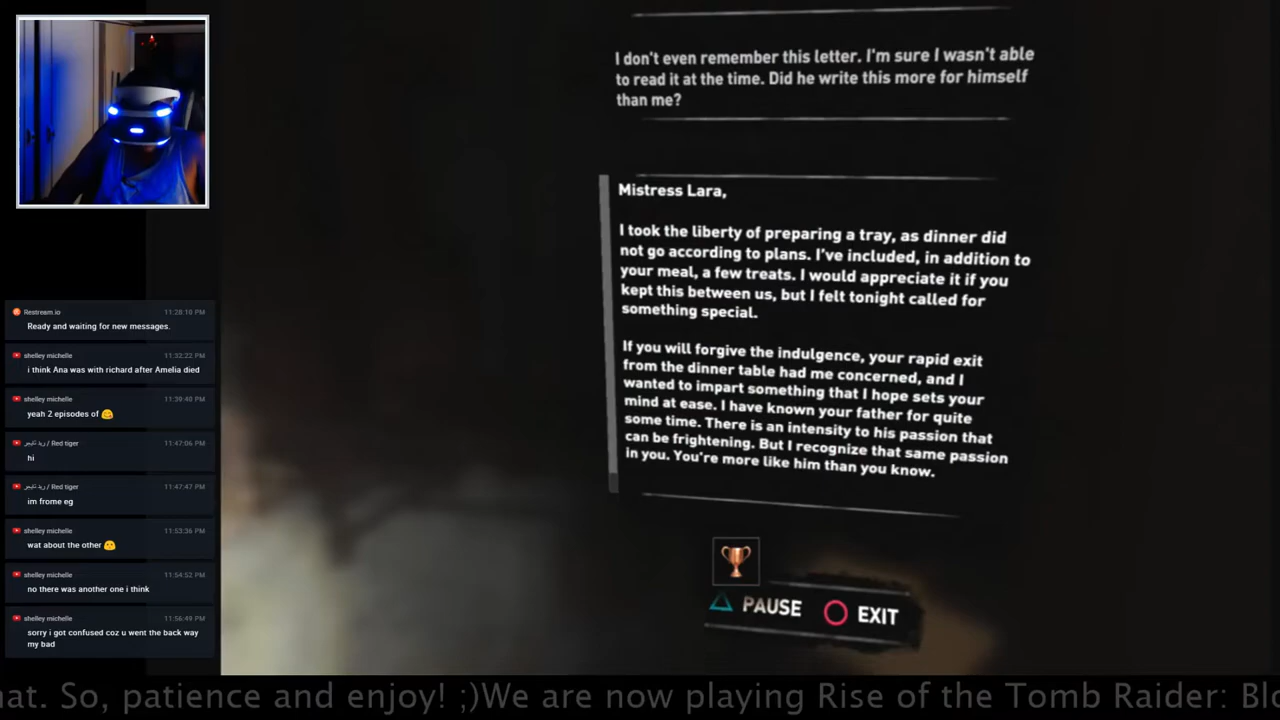 I don't even remember this letter. I'm sure I wasn't able
to read it at the time. Did he write this more for himself
than me?
Mistress Lara,
I took the liberty of preparing a tray, as dinner did
not go according to plans. I've included, in addition to
your meal, a few treats. I would appreciate it if you
kept this between us, but I felt tonight called for
something special.
If you will forgive the indulgence, your rapid exit
from the dinner table had me concerned, and I
wanted to impart something that I hope sets your
mind at ease. I have known your father for quite
some time. There is an intensity to his passion that
can be frightening. But I recognize that same passion
in you. You're more like him than you know.
PAUSE EXIT
Restream.io 11:28:10 PM
Ready and waiting for new messages.
shelley michelle 11:32:22 PM
i think Ana was with richard after Amelia died
shelley michelle 11:39:40 PM
yeah 2 episodes of 🤗
/ Red tiger 11:47:06 PM
hi
/ Red tiger 11:47:47 PM
im frome eg
shelley michelle 11:53:36 PM
wat about the other
shelley michelle 11:54:52 PM
no there was another one i think
shelley michelle 11:56:49 PM
sorry i got confused coz u went the back way
my bad
hat. So, patience and enjoy! ;)We are now playing Rise of the Tomb Raider: Blo